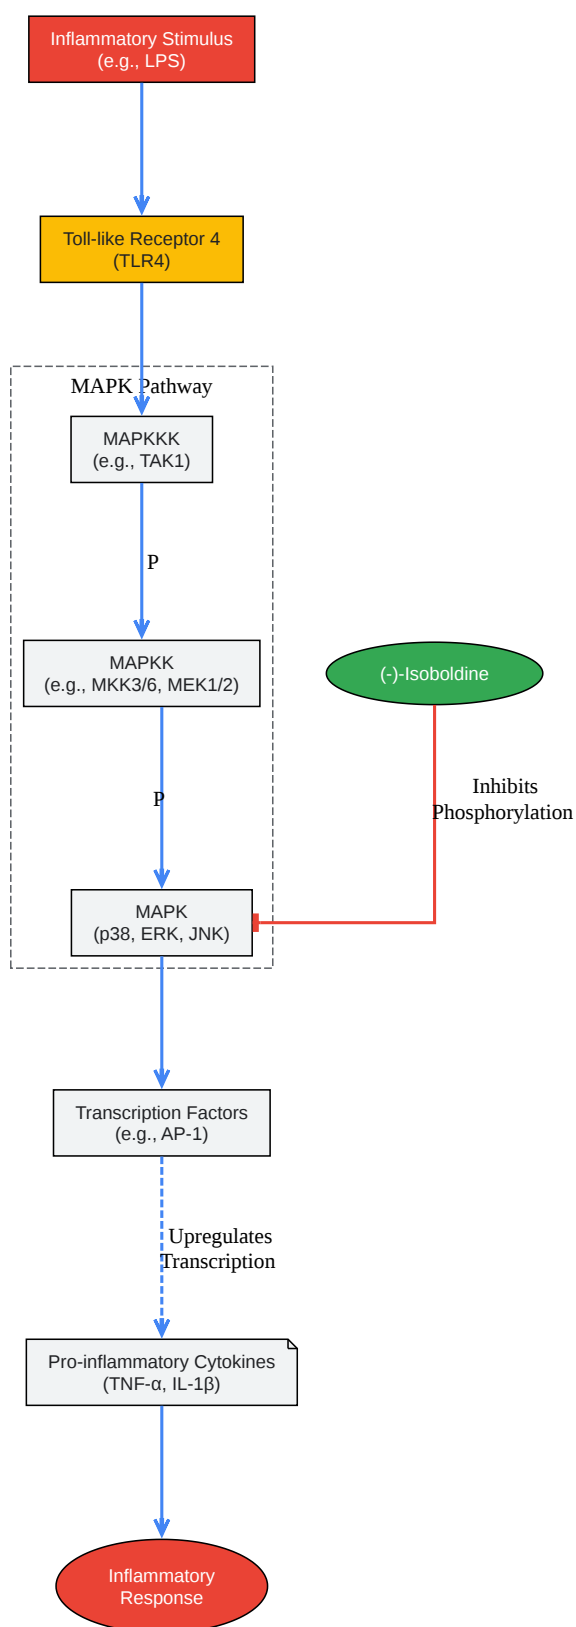 Inflammatory Stimulus
(e.g., LPS)
Toll-like Receptor 4
(TLR4)
MAPK Pathway
MAPKKK
(e.g., TAK1)
P
MAPKK
(e.g., MKK3/6, MEK1/2)
(-)-Isoboldine
Inhibits
Phosphorylation
P
MAPK
(p38, ERK, JNK)
Transcription Factors
(e.g., AP-1)
Upregulates
Transcription
Pro-inflammatory Cytokines
(TNF-α, IL-1β)
Inflammatory
Response